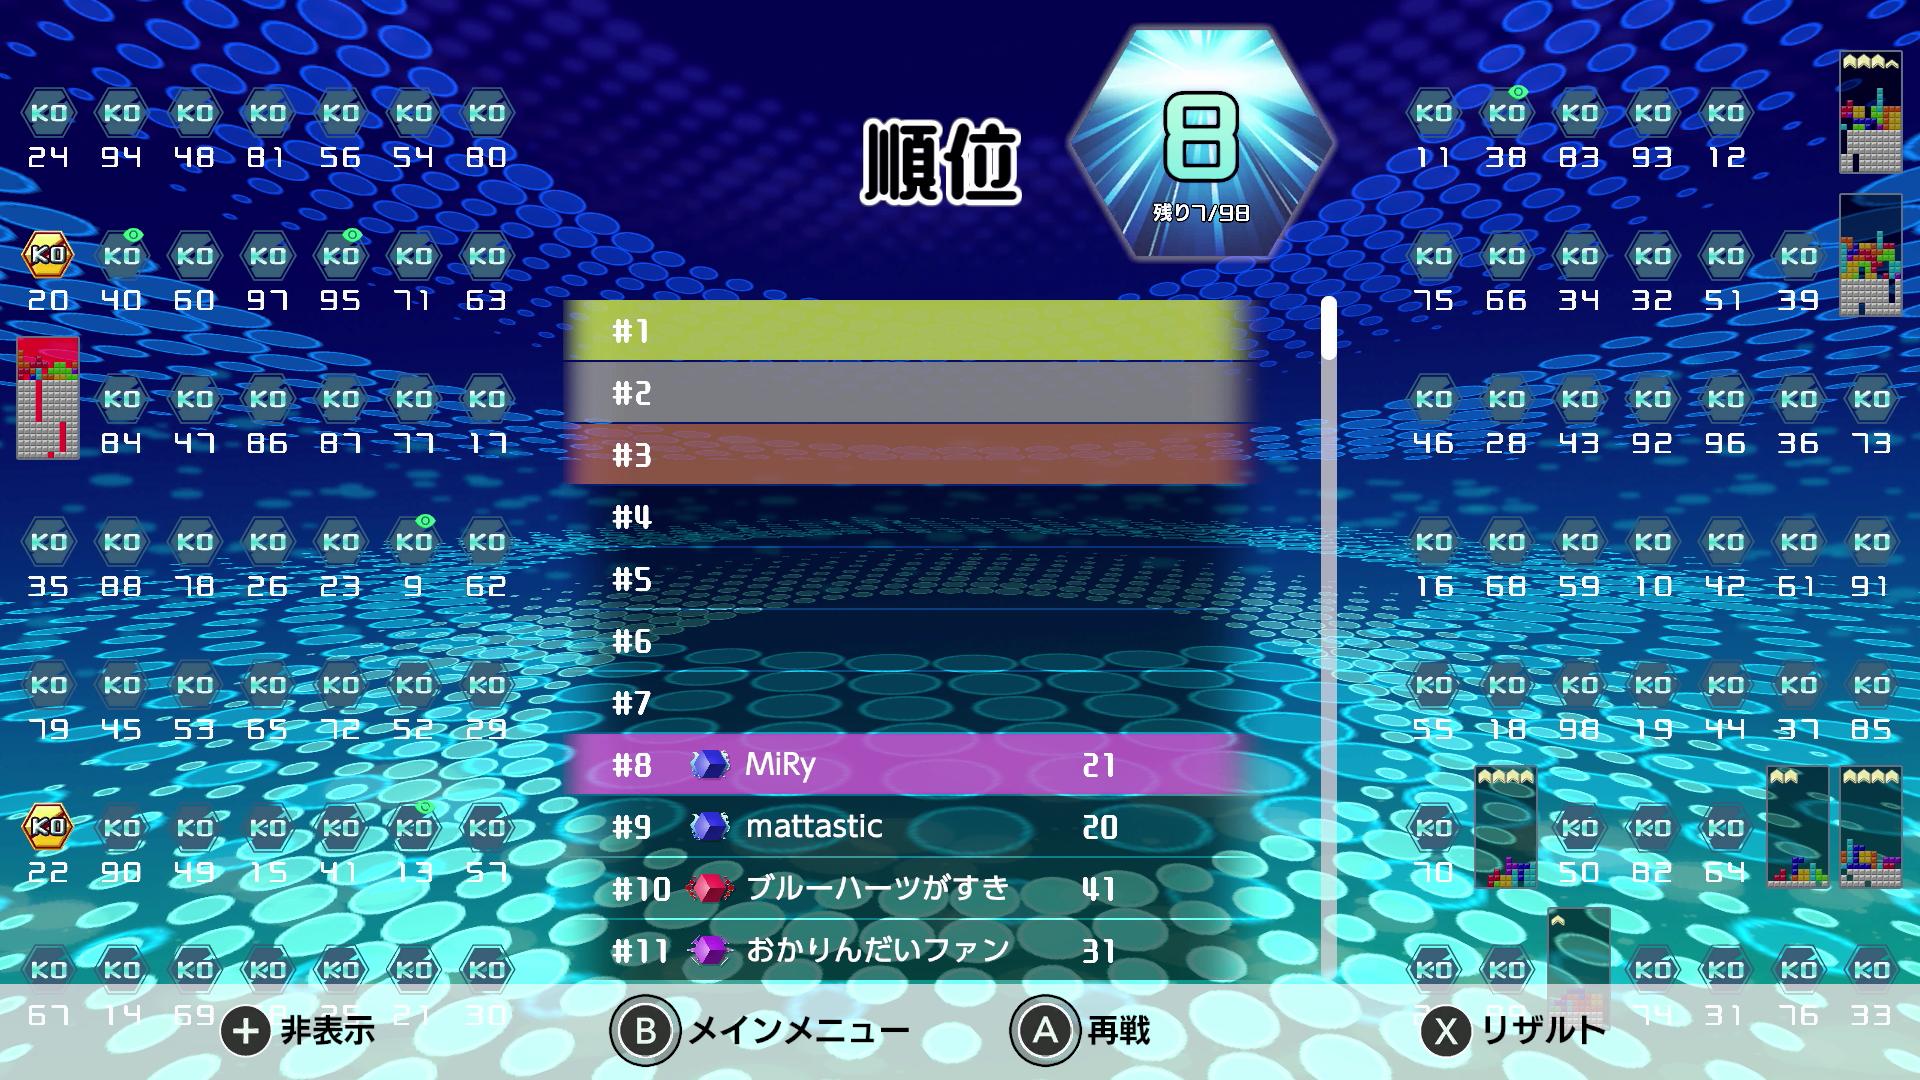 順位
8
残り7/98
KO KO KO KO KO KO KO
24 94 48 81 56 54 80
KO KO KO KO KO
11 38 83 93 12
KO KO KO KO KO KO KO
20 40 60 97 95 71 63
KO KO KO KO KO KO
75 66 34 32 51 39
KO KO KO KO KO KO
84 47 86 87 77 17
KO KO KO KO KO KO KO
46 28 43 92 96 36 73
KO KO KO KO KO KO KO
35 88 78 26 23 9 62
KO KO KO KO KO KO KO
16 68 59 10 42 61 91
KO KO KO KO KO KO KO
79 45 53 65 72 52 29
KO KO KO KO KO KO KO
55 18 98 19 44 37 85
KO KO KO KO KO KO KO
22 90 49 15 41 13 57
KO KO KO KO
70 50 82 64
KO KO KO KO KO KO KO
67 14 69 25 21 30
KO KO KO KO KO KO
89 74 31 76 33
#1
#2
#3
#4
#5
#6
#7
#8 MiRy 21
#9 mattastic 20
#10 ブルーハーツがすき 41
#11 おかりんだいファン 31
+ 非表示
B メインメニュー
A 再戦
X リザルト